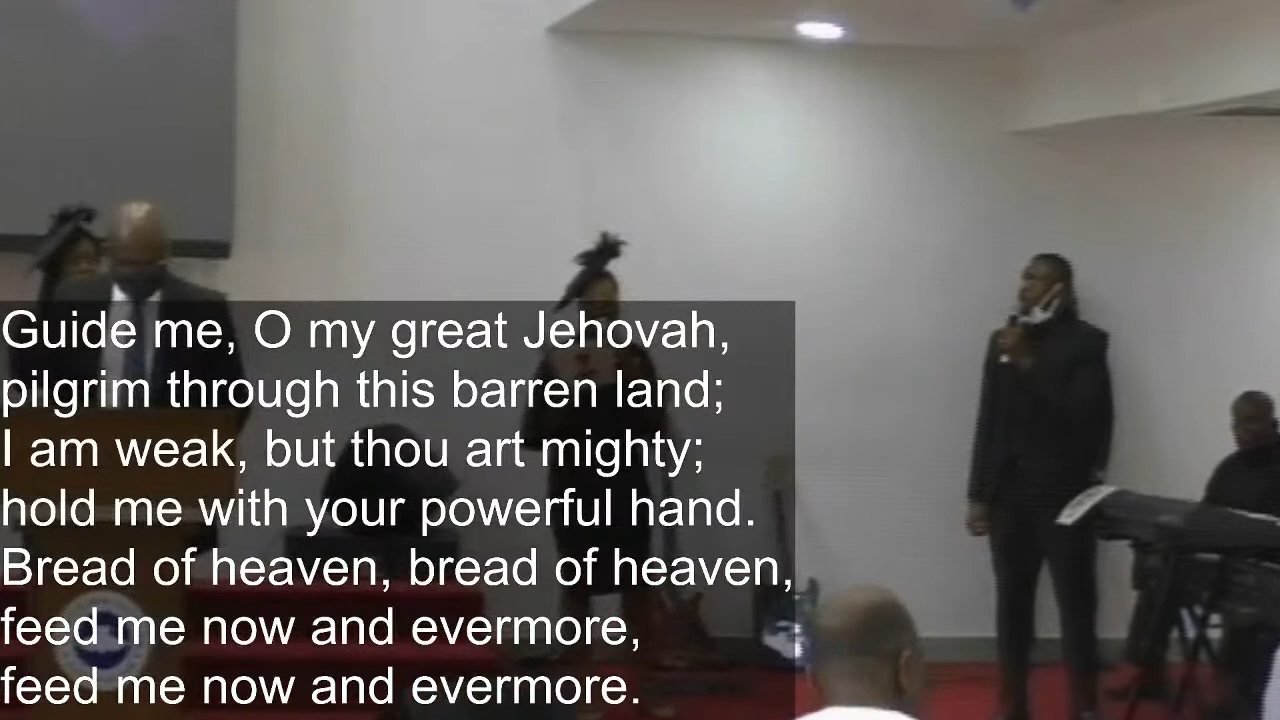 Guide me, O my great Jehovah,
pilgrim through this barren land;
I am weak, but thou art mighty;
hold me with your powerful hand.
Bread of heaven, bread of heaven,
feed me now and evermore,
feed me now and evermore.